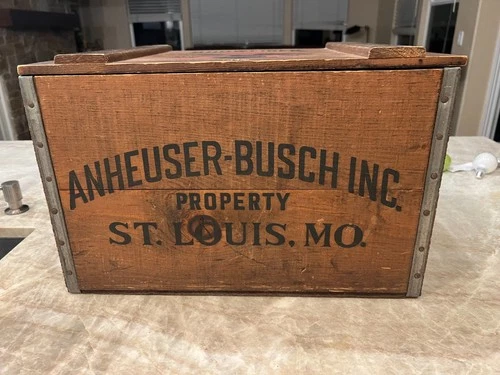 ANHEUSER-BUSCH INC.
PROPERTY
ST. LOUIS. MO.